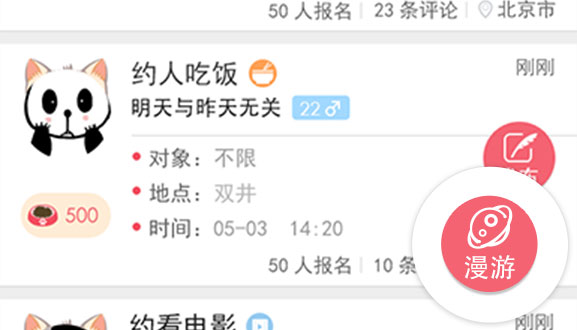 50 人报名 23 条评论 北京市
约人吃饭 刚刚
明天与昨天无关 22
对象：不限
地点：双井
500
时间：05-03 14:20
漫游
50 人报名 10 条
约看电影 刚刚